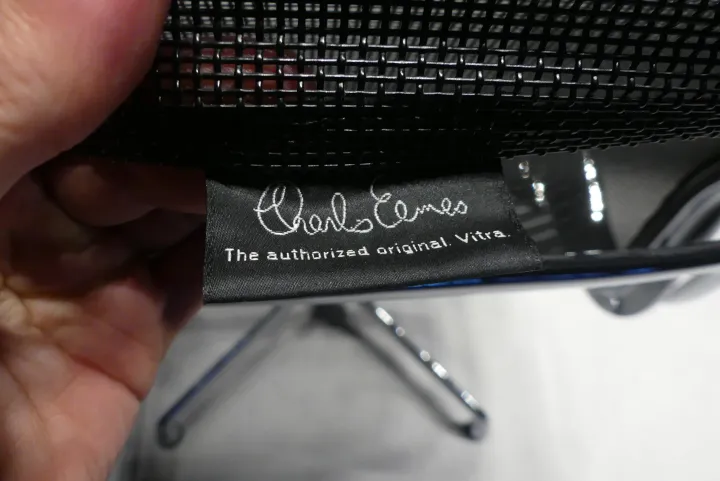 Charles Eames
The authorized original. Vitra.